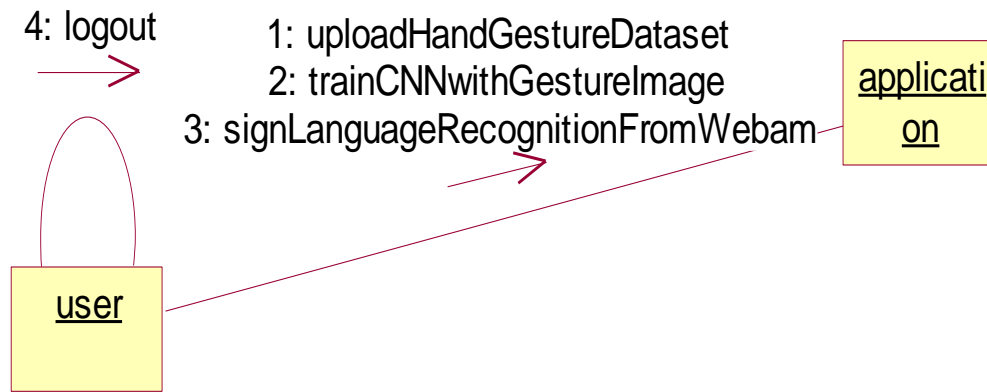 4: logout
1: uploadHandGestureDataset
2: trainCNNwithGestureImage
3: signLanguageRecognitionFromWebam
applicati
on
user